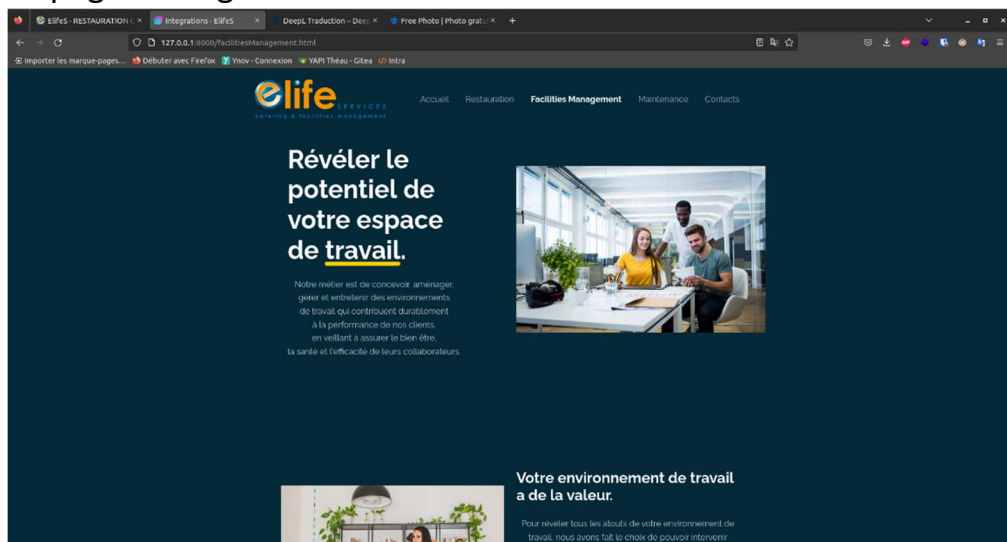 ElifeS - RESTAURATION
Integrations - ElifeS
DeepL Traduction – Deep
Free Photo | Photo gratui
127.0.0.1:8000/facilitiesManagement.html
Importer les marque-pages...
Débuter avec Firefox
Ynov - Connexion
YAPI Théau - Gitea
Intra
elife
SERVICES
catering & facilities management
Accueil
Restauration
Facilities Management
Maintenance
Contacts
Révéler le
potentiel de
votre espace
de travail.
Notre métier est de concevoir, aménager,
gérer et entretenir des environnements
de travail qui contribuent durablement
à la performance de nos clients,
en veillant à assurer le bien être,
la santé et l'efficacité de leurs collaborateurs.
Votre environnement de travail
a de la valeur.
Pour révéler tous les atouts de votre environnement de
travail, nous avons fait le choix de pouvoir intervenir